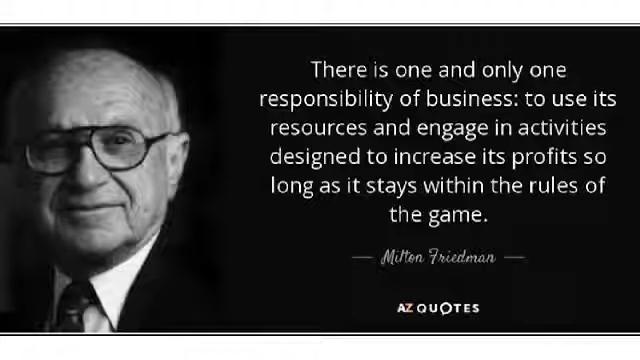 There is one and only one
responsibility of business: to use its
resources and engage in activities
designed to increase its profits so
long as it stays within the rules of
the game.
Milton Friedman
AZ QUOTES